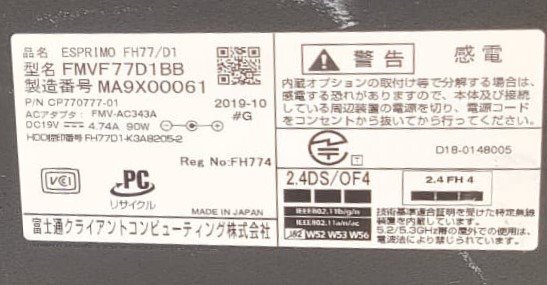 品名 ESPRIMO FH77/D1
型名 FMVF77D1BB
製造番号 MA9X00061
P/N CP770777-01
2019-10
ACアダプタ： FMV-AC343A
#G
DC19V 4.74A 90W
HDD消去番号 FH77D1-K3A8205-2
Reg No:FH774
VCCI
PC
リサイクル
MADE IN JAPAN
富士通クライアントコンピューティング株式会社
警告 感電
内蔵オプションの取付け等で分解する場合は、
感電する恐れがありますので、本体及び接続
している周辺装置の電源を切り、電源コード
をコンセントから抜いてから行ってください。
T D18-0148005
2.4DS/OF4
2.4 FH 4
IEEE802.11b/g/n
IEEE802.11a/n/ac
J52 W52 W53 W56
技術基準適合証明を受けた特定無線
装置を内蔵しています。
5.2/5.3GHz帯の屋外での使用は、
電波法により禁じられています。